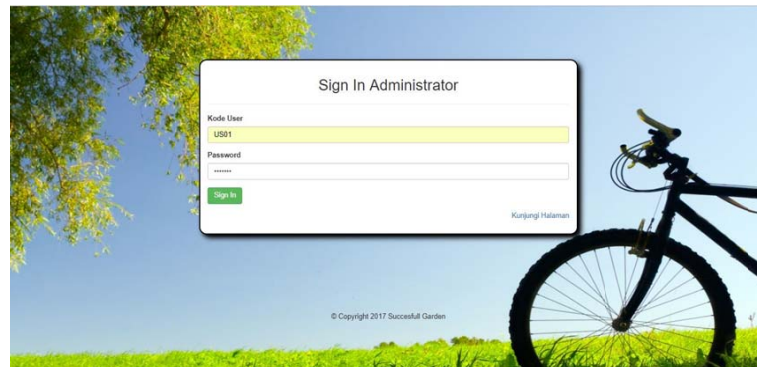 Sign In Administrator
Kode User
US01
Password
•••••••
Sign In
Kunjungi Halaman
© Copyright 2017 Succesfull Garden